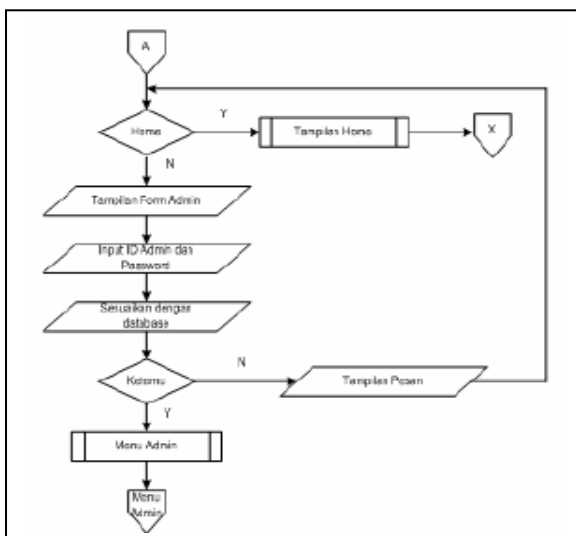 A
Y
Home
Tampilan Home
X
N
Tampilan Form Admin
Input ID Admin dan
Password
Sesuaikan dengan
database
N
Ketemu
Tampilan Pesan
Y
Menu Admin
Menu
Admin